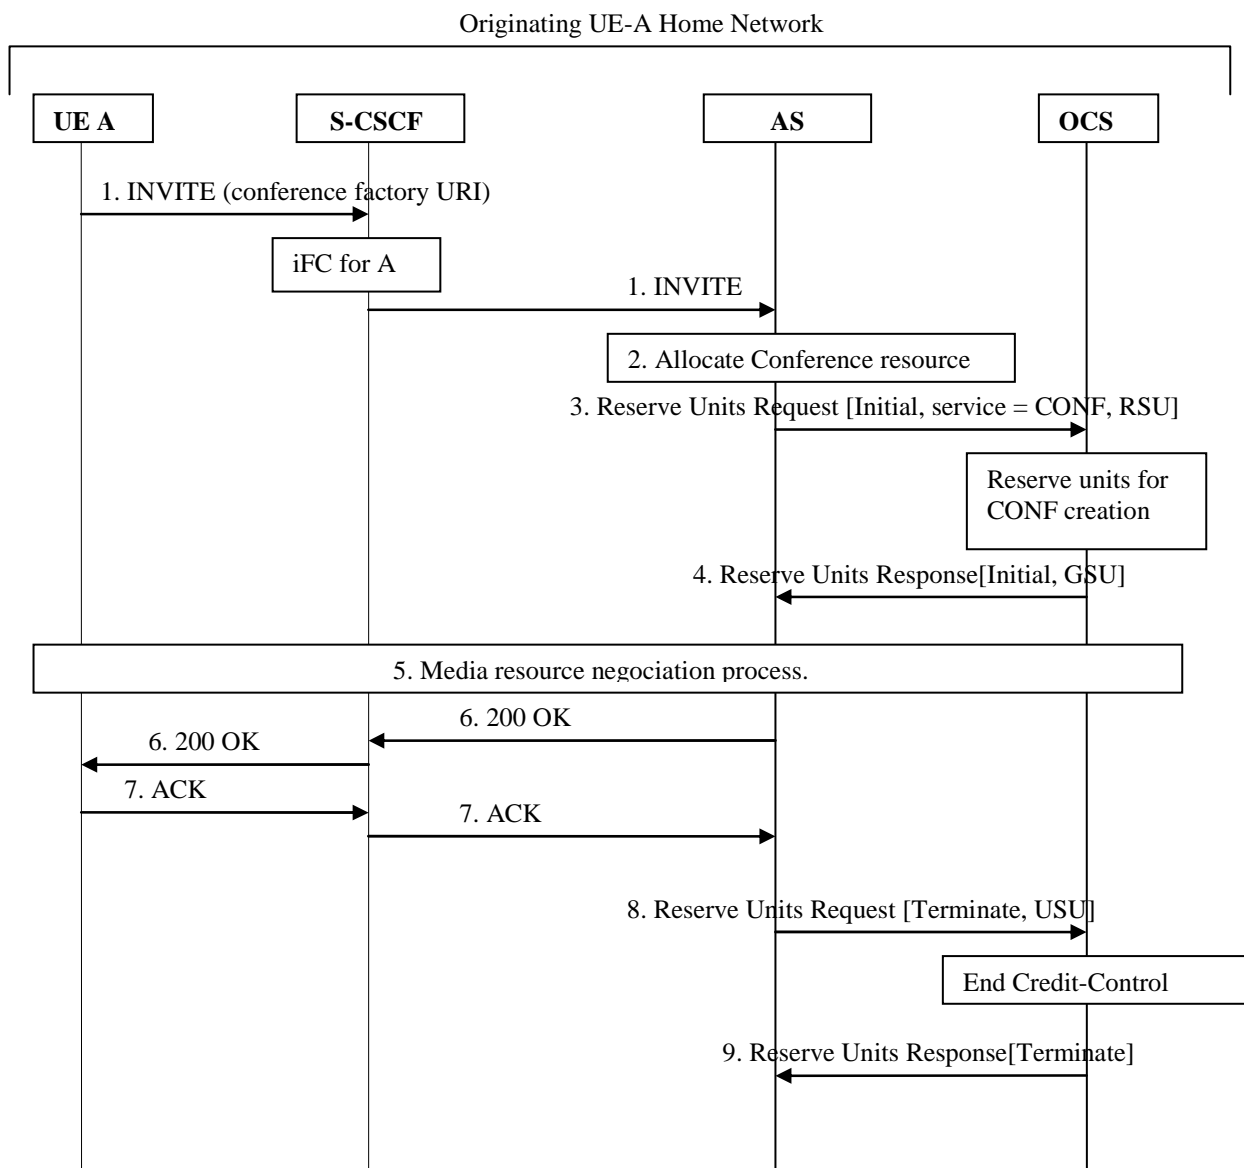 Originating UE-A Home Network
UE A
S-CSCF
AS
OCS
1. INVITE (conference factory URI)
iFC for A
1. INVITE
2. Allocate Conference resource
3. Reserve Units Request [Initial, service = CONF, RSU]
Reserve units for
CONF creation
4. Reserve Units Response[Initial, GSU]
5. Media resource negociation process.
6. 200 OK
6. 200 OK
7. ACK
7. ACK
8. Reserve Units Request [Terminate, USU]
End Credit-Control
9. Reserve Units Response[Terminate]